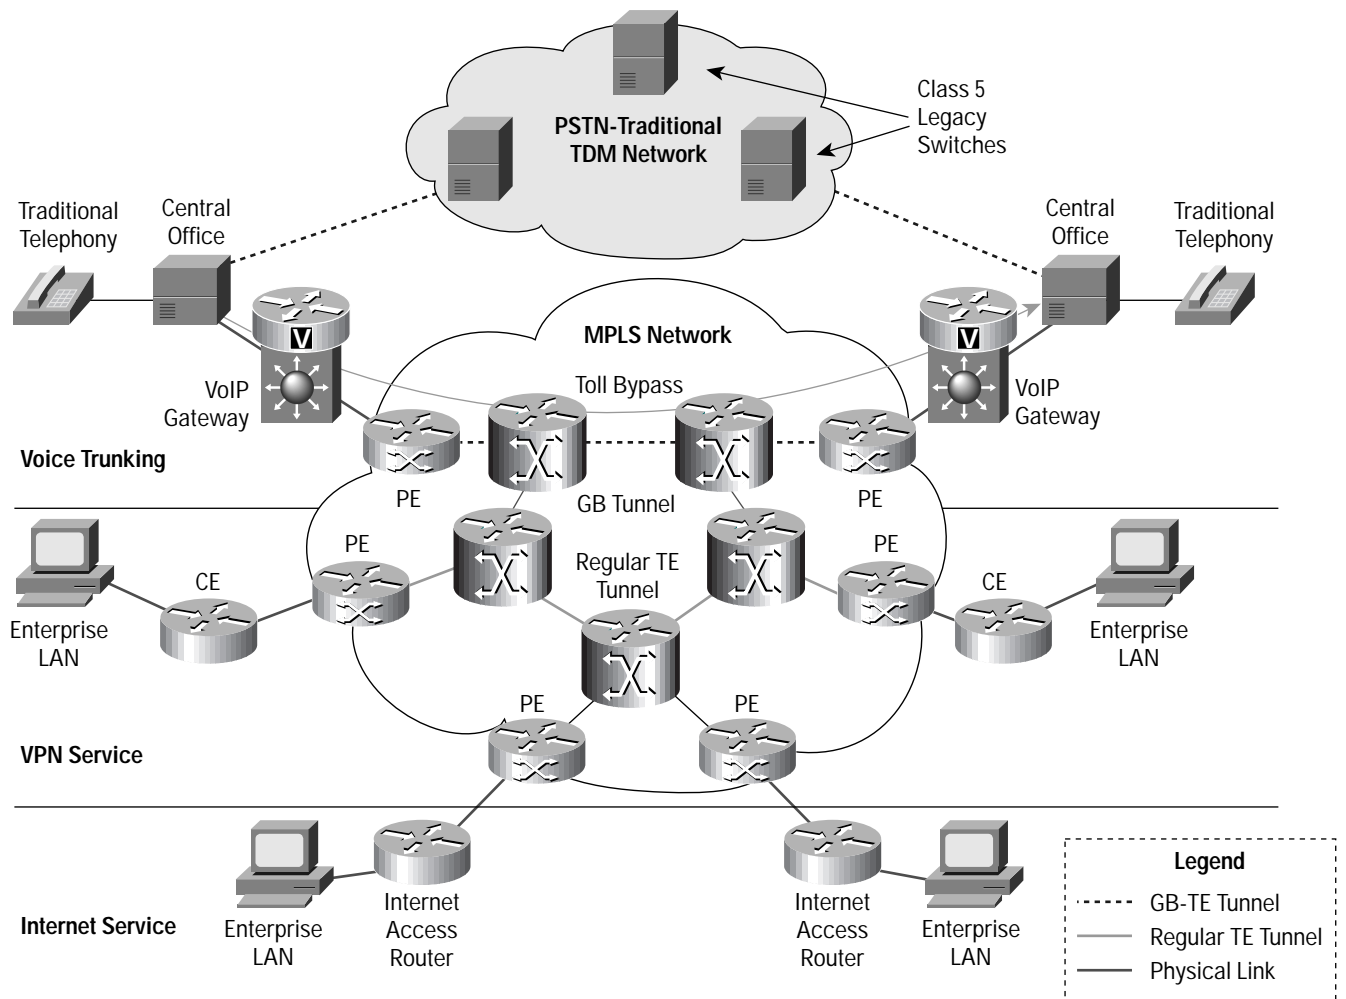 Class 5
Legacy
Switches
PSTN-Traditional
TDM Network
Traditional
Telephony
Central
Office
Central
Office
Traditional
Telephony
MPLS Network
V
V
Toll Bypass
VoIP
Gateway
VoIP
Gateway
Voice Trunking
PE
GB Tunnel
PE
PE
Regular TE
Tunnel
PE
CE
CE
Enterprise
LAN
Enterprise
LAN
PE
PE
VPN Service
Internet Service
Enterprise
LAN
Internet
Access
Router
Internet
Access
Router
Enterprise
LAN
Legend
GB-TE Tunnel
Regular TE Tunnel
Physical Link